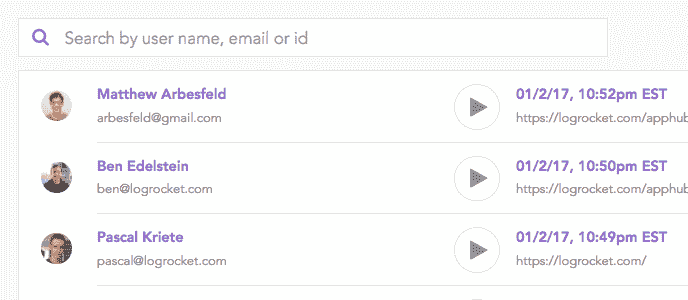 Search by user name, email or id
Matthew Arbesfeld 01/2/17, 10:52pm EST
arbesfeld@gmail.com https://logrocket.com/apphub
Ben Edelstein 01/2/17, 10:50pm EST
ben@logrocket.com https://logrocket.com/apphub
Pascal Kriete 01/2/17, 10:49pm EST
pascal@logrocket.com https://logrocket.com/